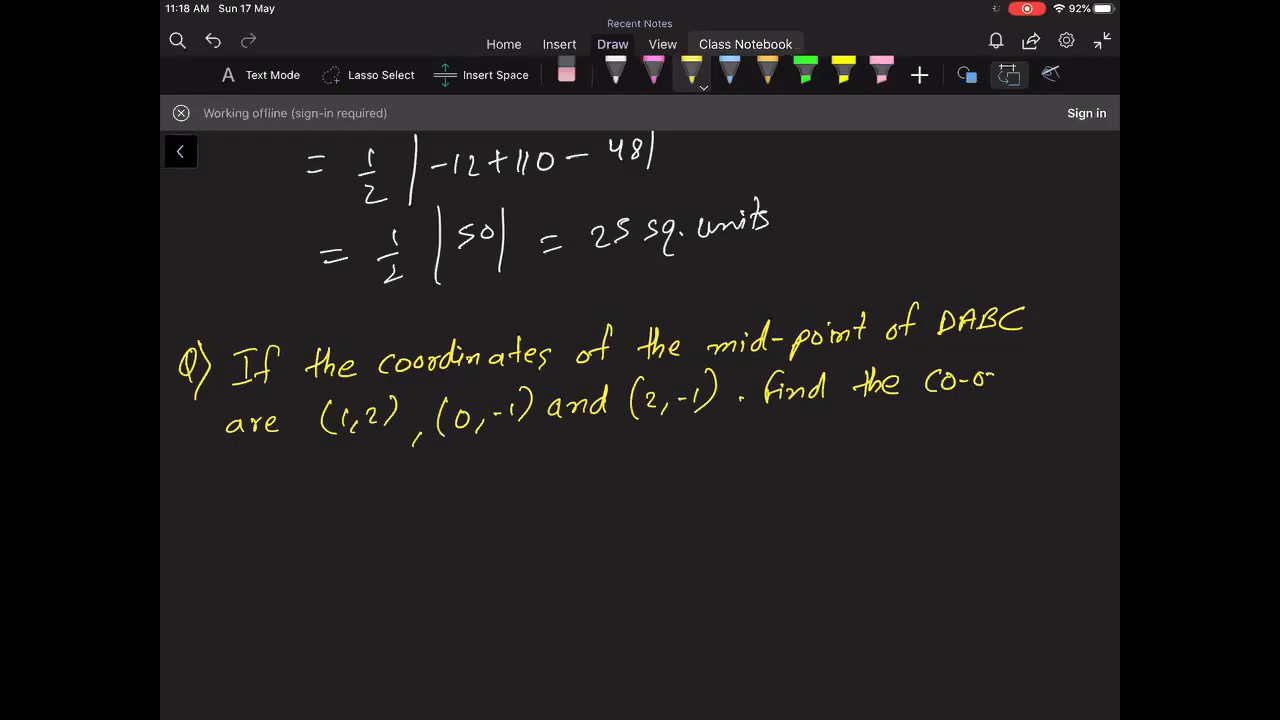 11:18 AM Sun 17 May
92%
Recent Notes
Home Insert Draw View Class Notebook
Text Mode Lasso Select Insert Space
Working offline (sign-in required) Sign in
= 1/2 |-12+110-48|
= 1/2 |50| = 25 sq. units
Q) If the coordinates of the mid-point of DABC
are (1,2), (0,-1) and (2,-1). Find the co-o